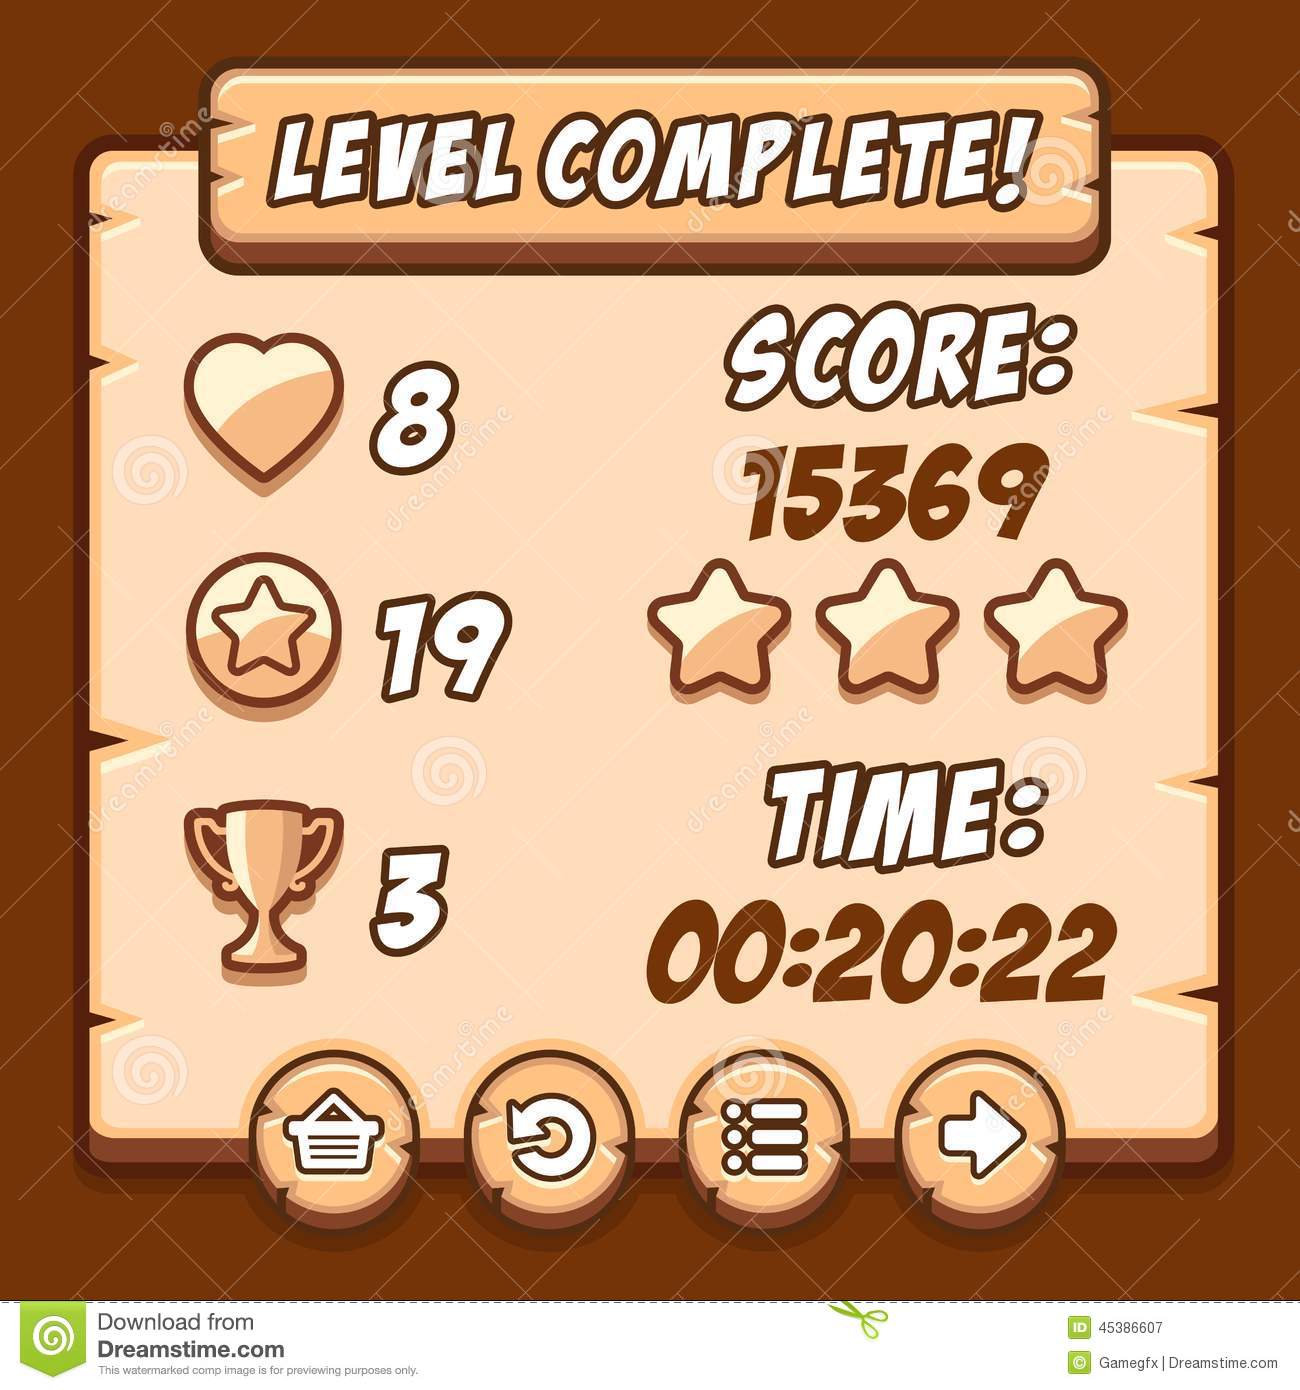 LEVEL COMPLETE!
8
SCORE:
15369
19
TIME:
00:20:22
3
dreamstime
Download from
Dreamstime.com
This watermarked comp image is for previewing purposes only.
ID 45386607
© Gamegfx | Dreamstime.com